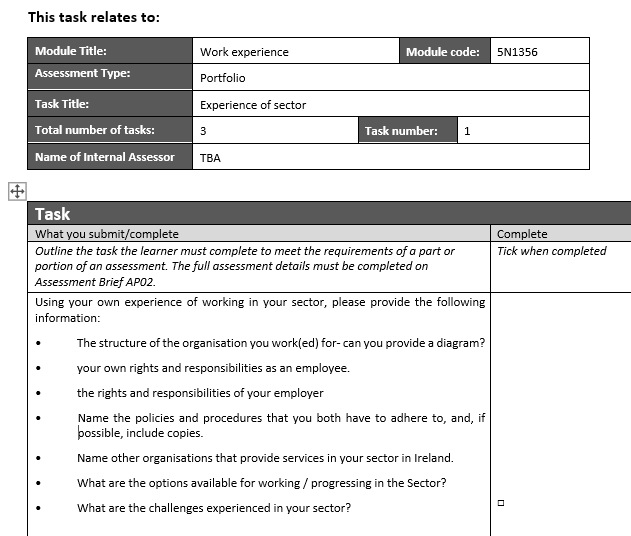 This task relates to:
Module Title: Work experience Module code: 5N1356
Assessment Type: Portfolio
Task Title: Experience of sector
Total number of tasks: 3 Task number: 1
Name of Internal Assessor TBA
Task
What you submit/complete Complete
Outline the task the learner must complete to meet the requirements of a part or Tick when completed
portion of an assessment. The full assessment details must be completed on
Assessment Brief AP02.
Using your own experience of working in your sector, please provide the following
information:
• The structure of the organisation you work(ed) for- can you provide a diagram?
• your own rights and responsibilities as an employee.
• the rights and responsibilities of your employer
• Name the policies and procedures that you both have to adhere to, and, if
possible, include copies.
• Name other organisations that provide services in your sector in Ireland.
• What are the options available for working / progressing in the Sector?
• What are the challenges experienced in your sector?